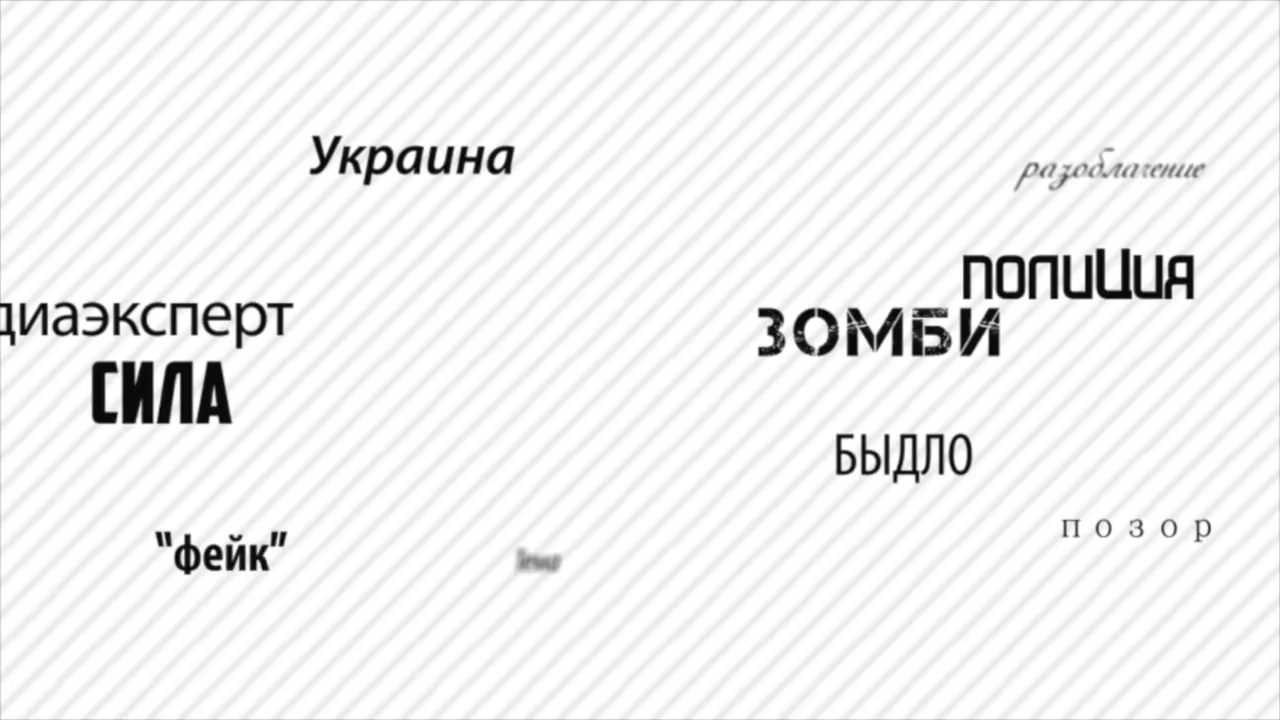 Украина
разоблачение
полиЦия
диаэксперт
ЗОМБИ
СИЛА
БЫДЛО
позор
“фейк”